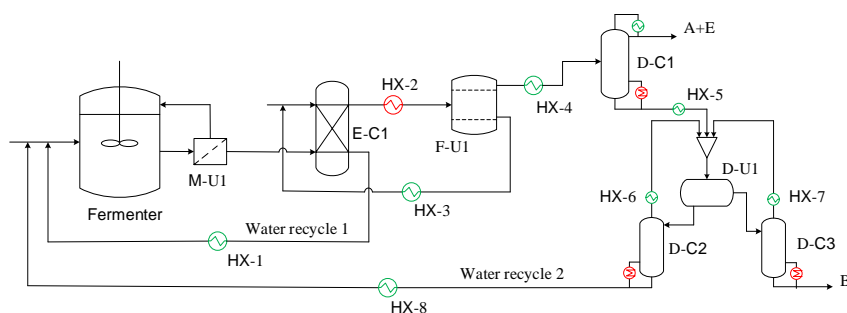 A+E
D-C1
HX-2
HX-4
HX-5
E-C1
F-U1
M-U1
D-U1
HX-6
HX-7
HX-3
Fermenter
Water recycle 1
D-C2
D-C3
HX-1
Water recycle 2
B
HX-8